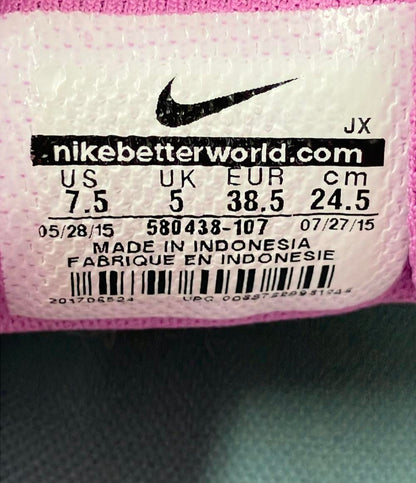 JX
nikebetterworld.com
US UK EUR cm
7.5 5 38.5 24.5
05/28/15 580438-107 07/27/15
MADE IN INDONESIA
FABRIQUE EN INDONESIE
UPC